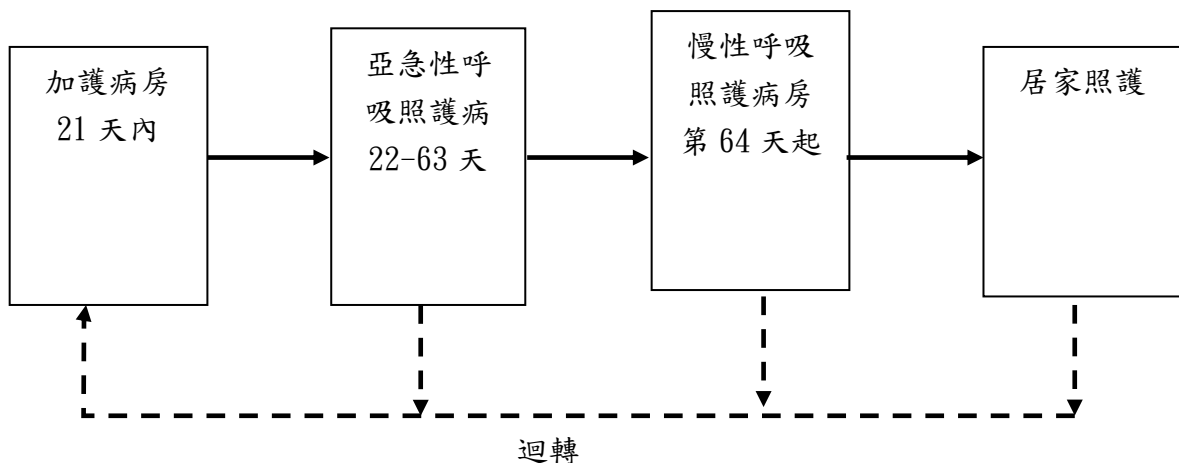 加護病房
21 天內
亞急性呼
吸照護病
22-63 天
慢性呼吸
照護病房
第 64 天起
居家照護
迴轉